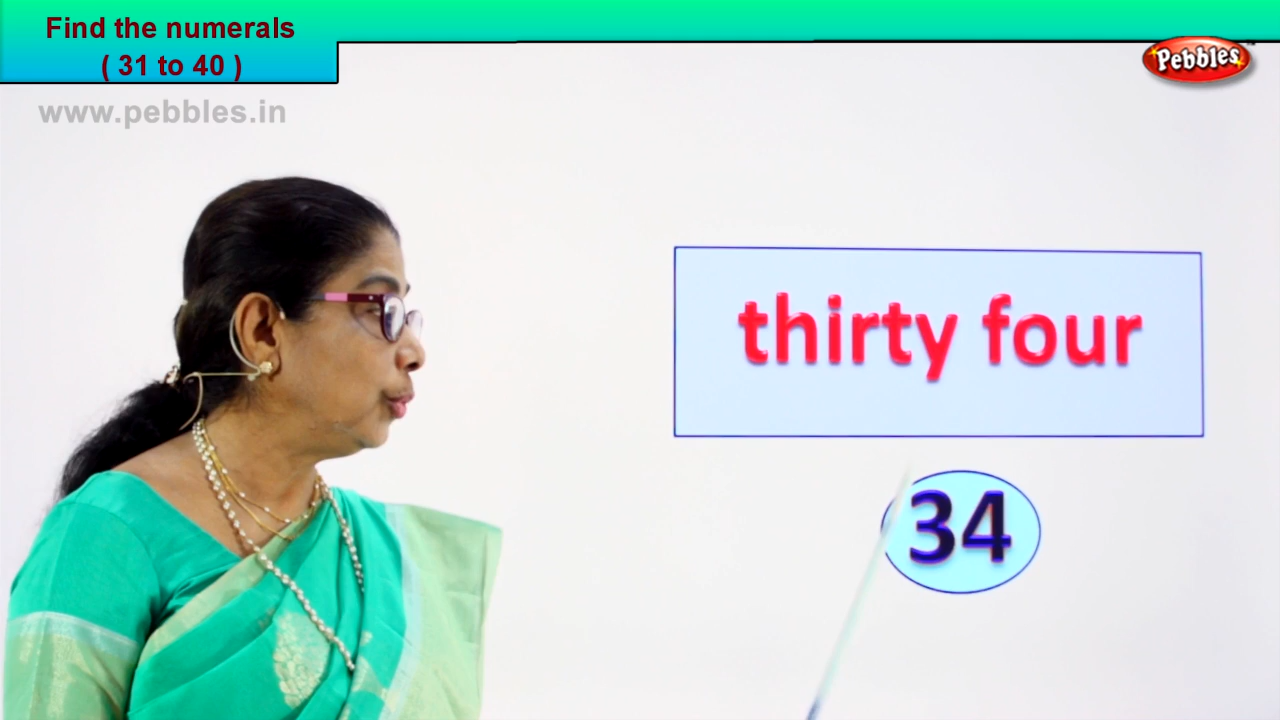 Find the numerals
( 31 to 40 )
www.pebbles.in
Pebbles
thirty four
34